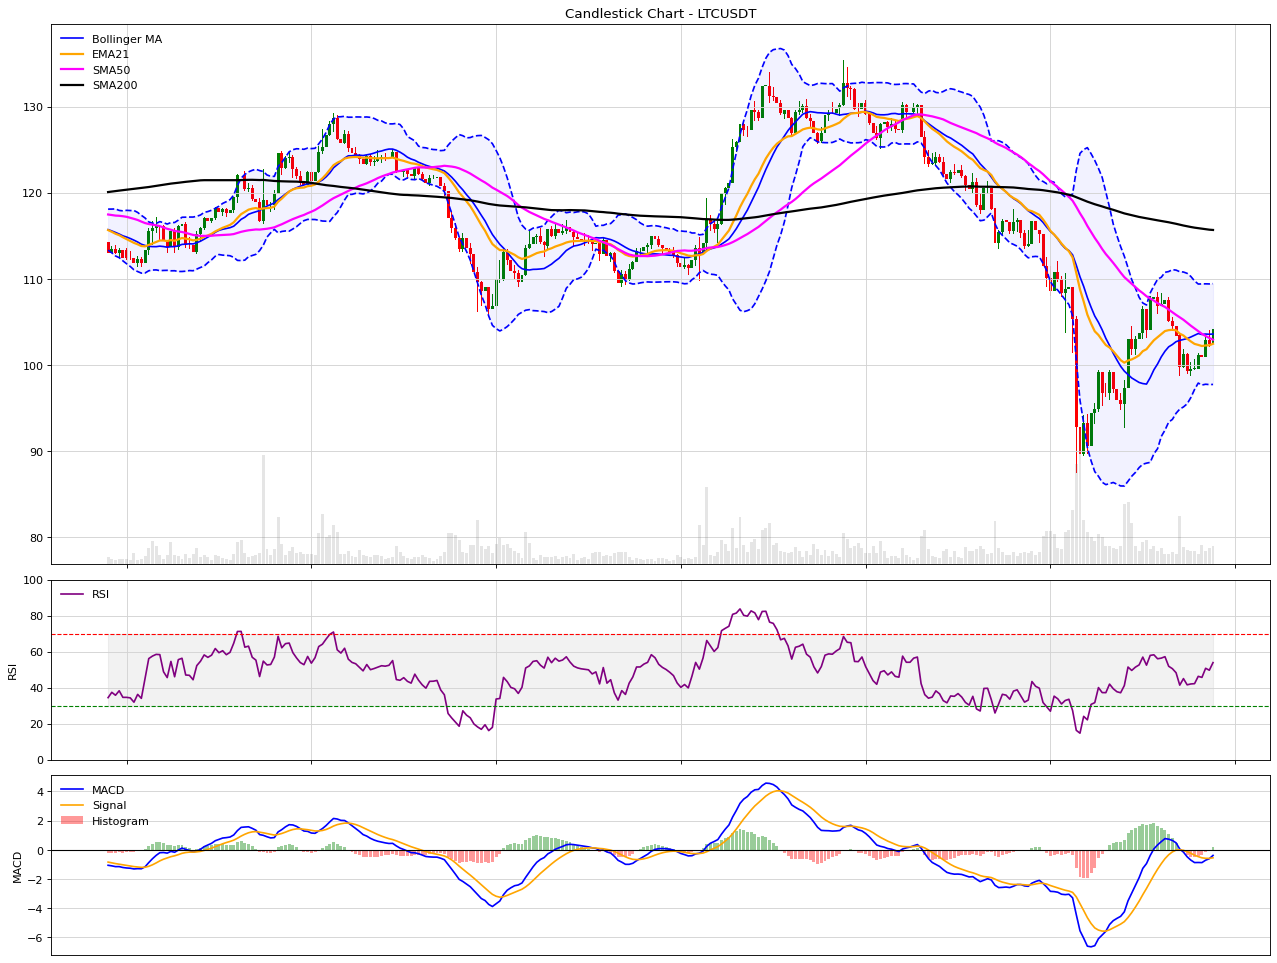 Candlestick Chart - LTCUSDT
Bollinger MA
EMA21
SMA50
SMA200
130
120
110
100
90
80
RSI
100
80
60
40
20
0
RSI
MACD
Signal
Histogram
4
2
0
−2
−4
−6
MACD